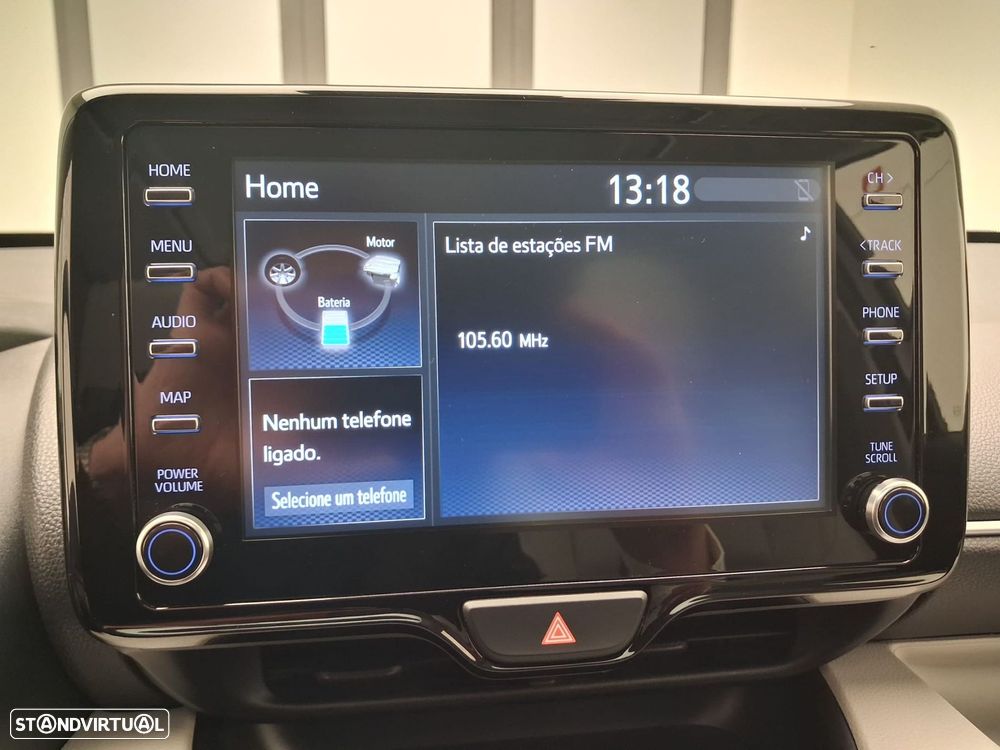 HOME
MENU
AUDIO
MAP
POWER
VOLUME
Home
13:18
Motor
Bateria
Nenhum telefone
ligado.
Selecione um telefone
Lista de estações FM
105.60 MHz
CH >
< TRACK
PHONE
SETUP
TUNE
SCROLL
STANDVIRTUAL